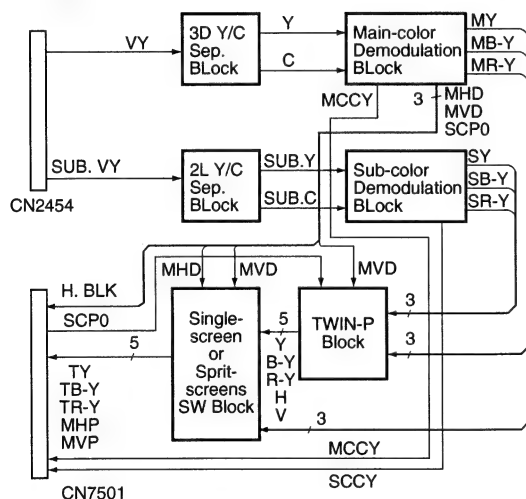 VY
3D Y/C
Sep.
BLock
Y
C
Main-color
Demodulation
BLock
MY
MB-Y
MR-Y
MCCY
3
MHD
MVD
SCP0
SUB. VY
CN2454
2L Y/C
Sep.
BLock
SUB.Y
SUB.C
Sub-color
Demodulation
BLock
SY
SB-Y
SR-Y
MHD
MVD
MVD
H. BLK
SCP0
5
TY
TB-Y
TR-Y
MHP
MVP
Single-
screen
or
Sprit-
screens
SW Block
5
Y
B-Y
R-Y
H
V
TWIN-P
Block
3
3
3
MCCY
SCCY
CN7501